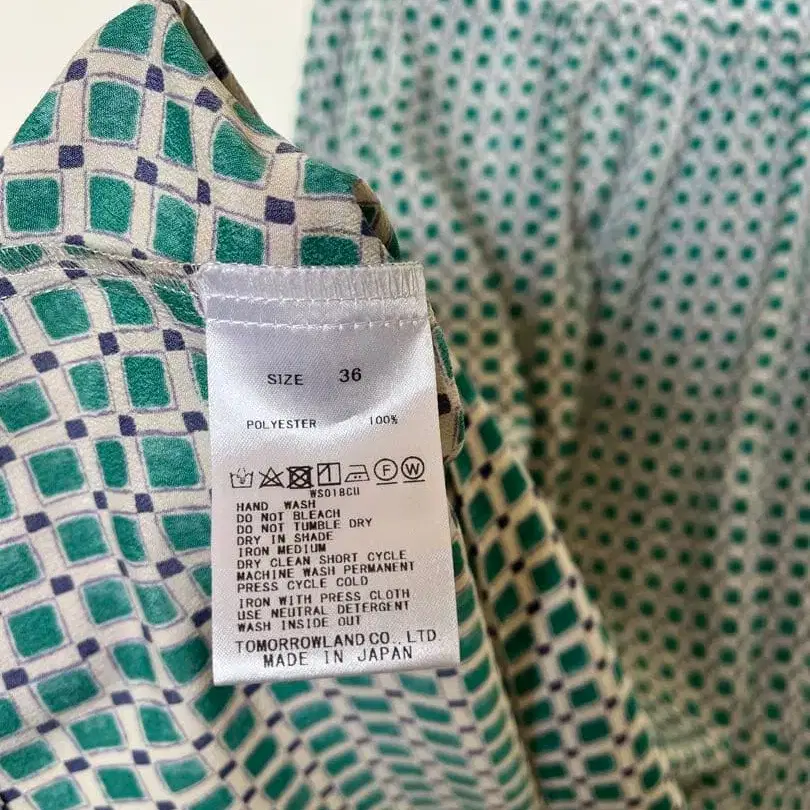 SIZE 36
POLYESTER 100%
F W
WS01BCU
HAND WASH
DO NOT BLEACH
DO NOT TUMBLE DRY
DRY IN SHADE
IRON MEDIUM
DRY CLEAN SHORT CYCLE
MACHINE WASH PERMANENT
PRESS CYCLE COLD
IRON WITH PRESS CLOTH
USE NEUTRAL DETERGENT
WASH INSIDE OUT
TOMORROWLAND CO., LTD
MADE IN JAPAN